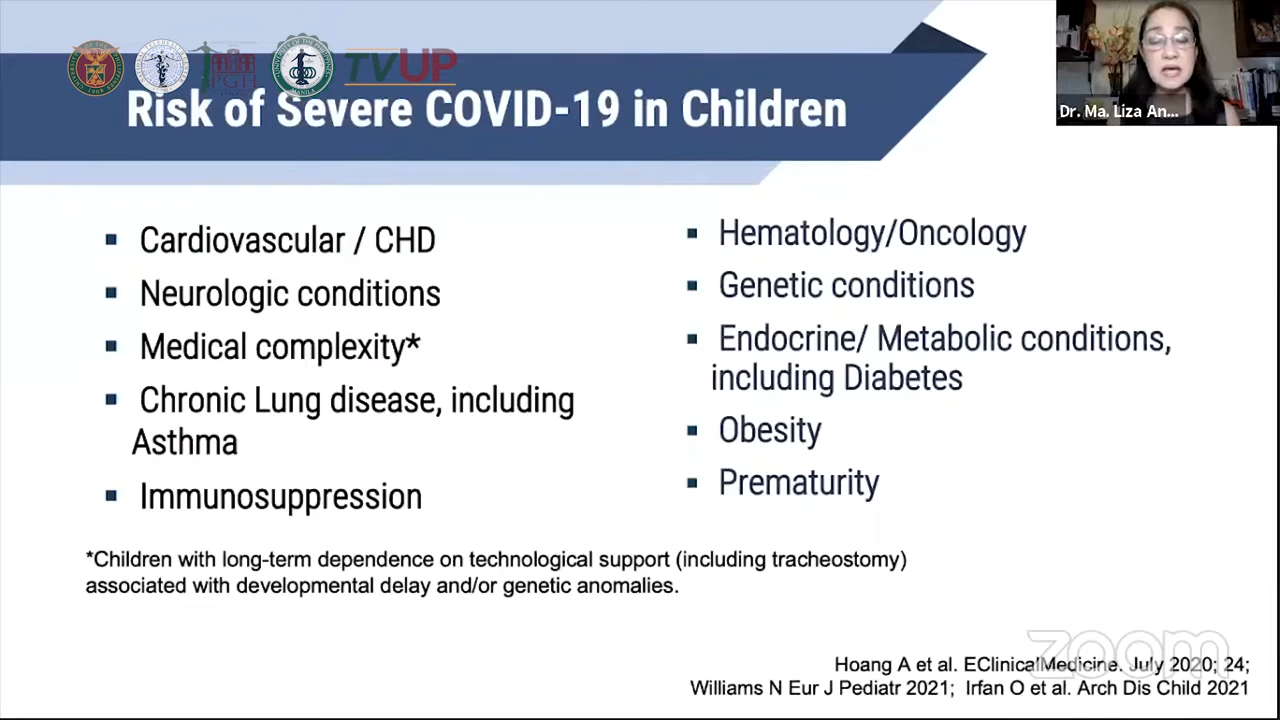 TVUP
PGH
Risk of Severe COVID-19 in Children
Dr. Ma. Liza An...
▪ Cardiovascular / CHD
▪ Neurologic conditions
▪ Medical complexity*
▪ Chronic Lung disease, including
Asthma
▪ Immunosuppression
▪ Hematology/Oncology
▪ Genetic conditions
▪ Endocrine/ Metabolic conditions,
including Diabetes
▪ Obesity
▪ Prematurity
*Children with long-term dependence on technological support (including tracheostomy)
associated with developmental delay and/or genetic anomalies.
zoom
Hoang A et al. EClinicalMedicine. July 2020; 24;
Williams N Eur J Pediatr 2021; Irfan O et al. Arch Dis Child 2021